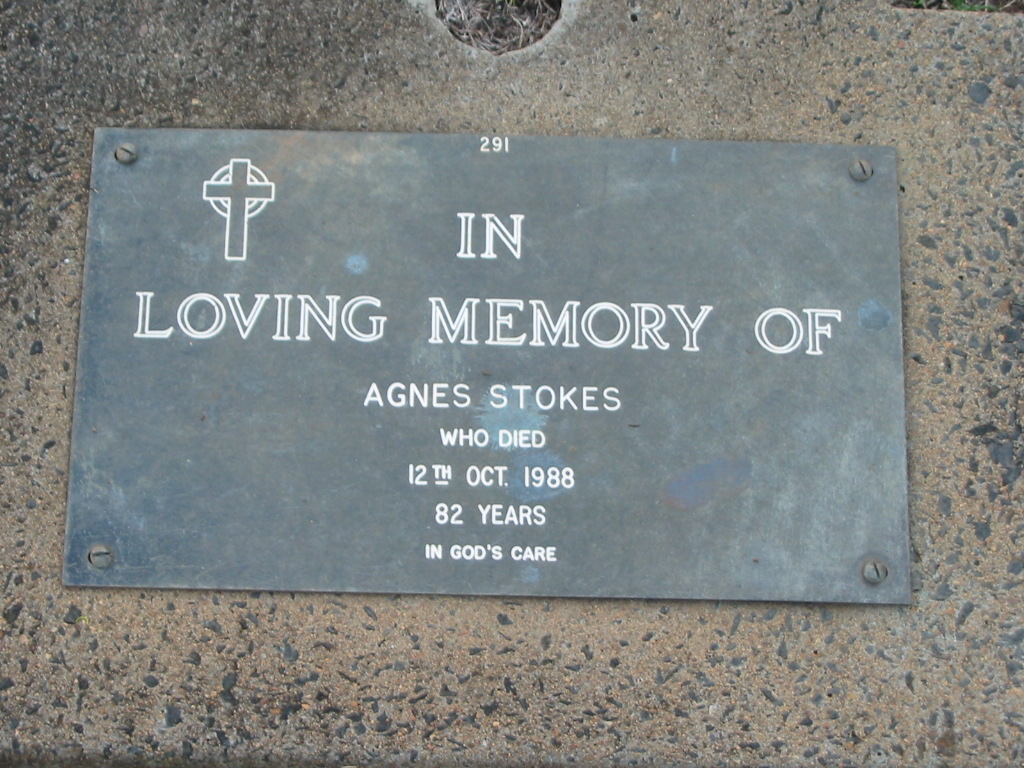 291
IN
LOVING MEMORY OF
AGNES STOKES
WHO DIED
12TH OCT. 1988
82 YEARS
IN GOD'S CARE